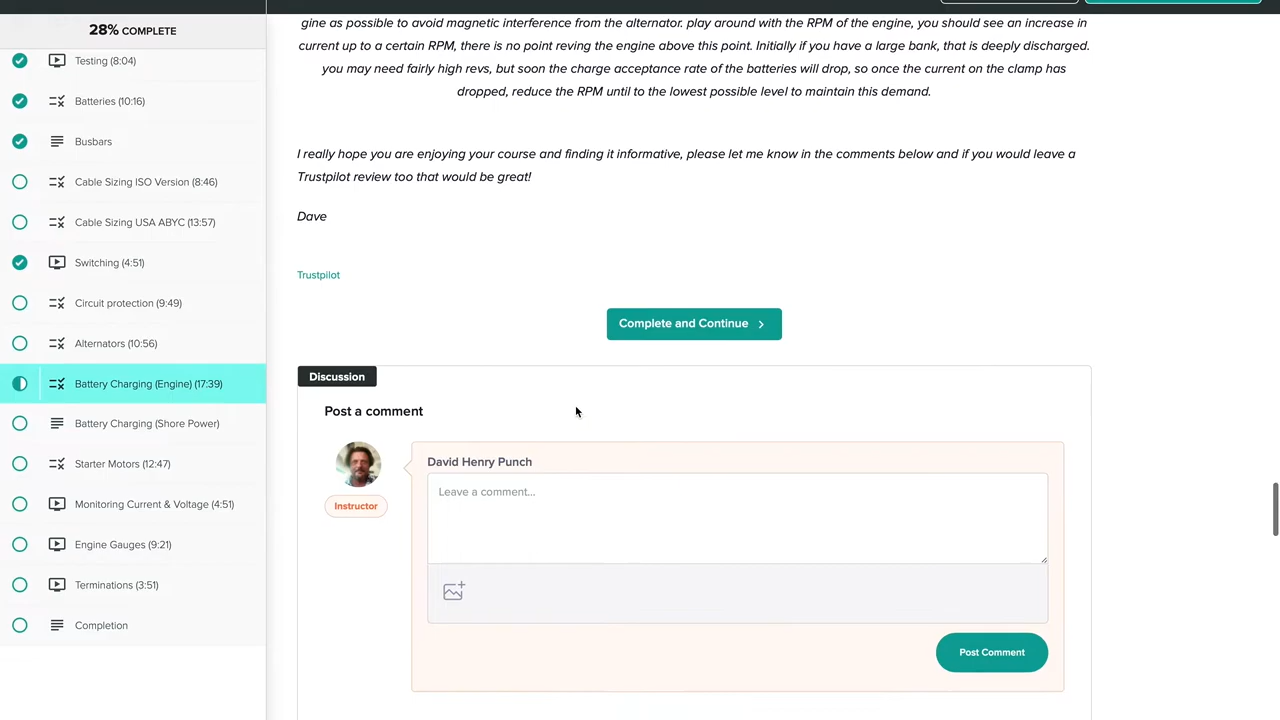 28% COMPLETE
Testing (8:04)
Batteries (10:16)
Busbars
Cable Sizing ISO Version (8:46)
Cable Sizing USA ABYC (13:57)
Switching (4:51)
Circuit protection (9:49)
Alternators (10:56)
Battery Charging (Engine) (17:39)
Battery Charging (Shore Power)
Starter Motors (12:47)
Monitoring Current & Voltage (4:51)
Engine Gauges (9:21)
Terminations (3:51)
Completion
gine as possible to avoid magnetic interference from the alternator. play around with the RPM of the engine, you should see an increase in
current up to a certain RPM, there is no point reving the engine above this point. Initially if you have a large bank, that is deeply discharged.
you may need fairly high revs, but soon the charge acceptance rate of the batteries will drop, so once the current on the clamp has
dropped, reduce the RPM until to the lowest possible level to maintain this demand.
I really hope you are enjoying your course and finding it informative, please let me know in the comments below and if you would leave a
Trustpilot review too that would be great!
Dave
Trustpilot
Complete and Continue
Discussion
Post a comment
David Henry Punch
Leave a comment...
Instructor
Post Comment